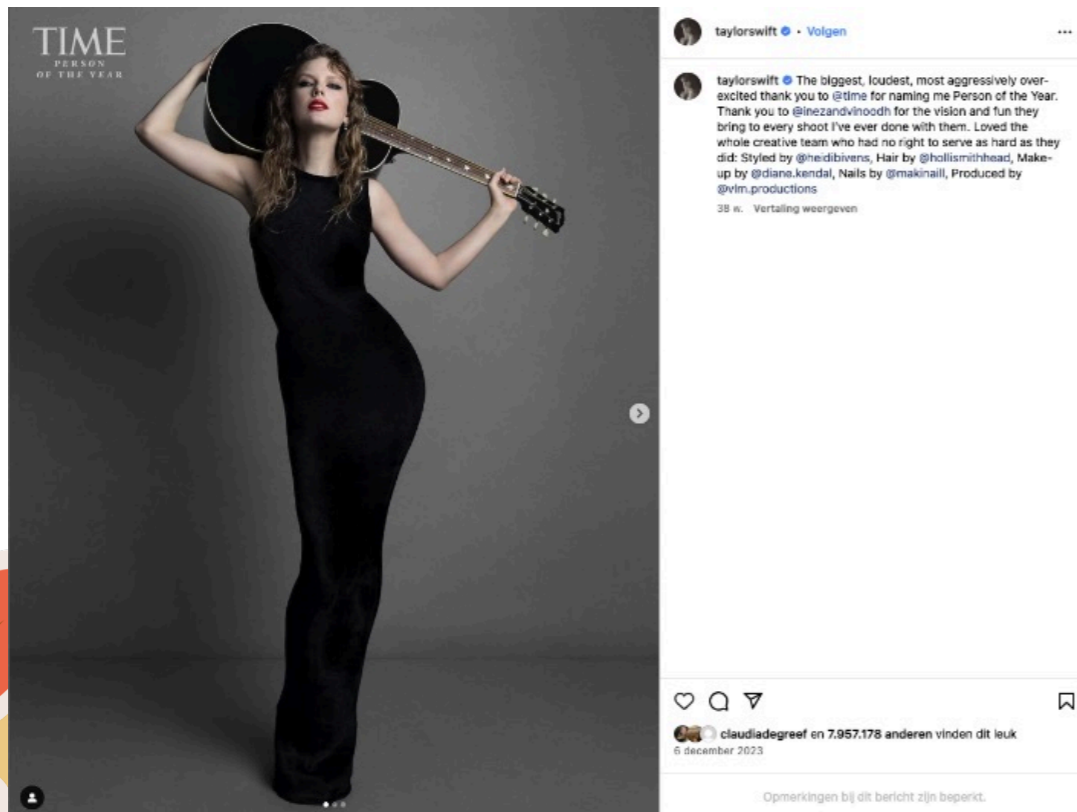 TIME
PERSON
OF THE YEAR
taylorswift • Volgen
taylorswift The biggest, loudest, most aggressively over-
excited thank you to @time for naming me Person of the Year.
Thank you to @inezandvinoodh for the vision and fun they
bring to every shoot I've ever done with them. Loved the
whole creative team who had no right to serve as hard as they
did: Styled by @heidibivens, Hair by @hollismithhead, Make-
up by @diane.kendal, Nails by @makinaill, Produced by
@vlm.productions
38 w. Vertaling weergeven
claudiadegreef en 7.957.178 anderen vinden dit leuk
6 december 2023
Opmerkingen bij dit bericht zijn beperkt.